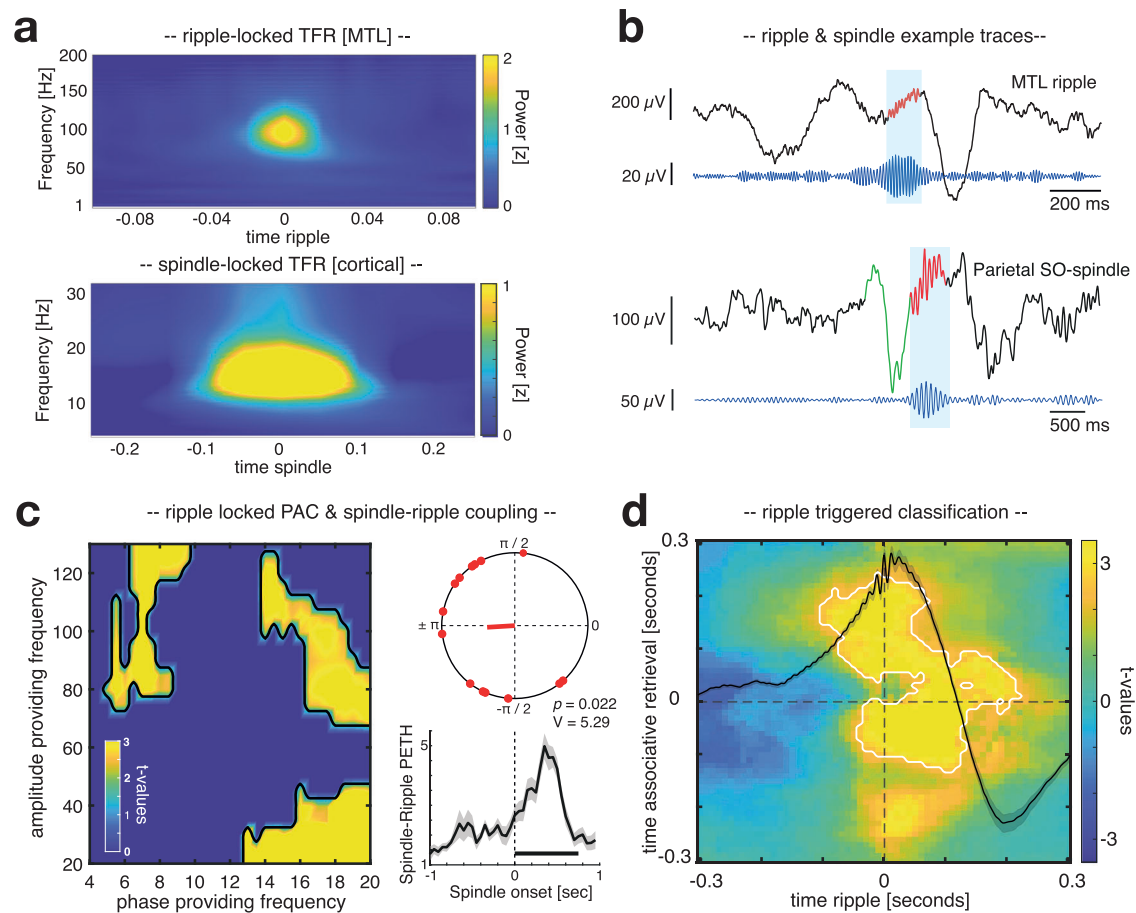 a
-- ripple-locked TFR [MTL] --
Frequency [Hz]
200
150
100
50
1
-0.08
-0.04
0
0.04
0.08
time ripple
2
1
0
Power [z]
-- spindle-locked TFR [cortical] --
Frequency [Hz]
30
20
10
-0.2
-0.1
0
0.1
0.2
time spindle
1
0
Power [z]
b
-- ripple & spindle example traces--
MTL ripple
200 µV
20 µV
200 ms
Parietal SO-spindle
100 µV
50 µV
500 ms
c
-- ripple locked PAC & spindle-ripple coupling --
amplitude providing frequency
120
100
80
60
40
20
4
6
8
10
12
14
16
18
20
phase providing frequency
3
2
1
0
t-values
π / 2
± π
0
-π / 2
p = 0.022
V = 5.29
Spindle-Ripple PETH
5
1
-1
0
1
Spindle onset [sec]
d
-- ripple triggered classification --
time associative retrieval [seconds]
0.3
0
-0.3
-0.3
0
0.3
time ripple [seconds]
3
0
-3
t-values